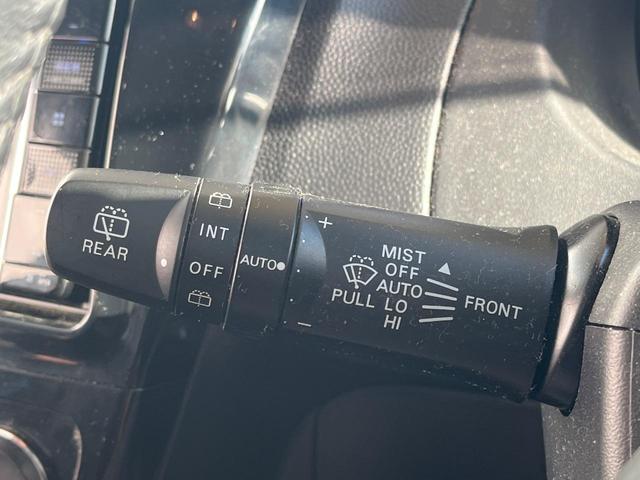 REAR
INT
OFF
AUTO
+
−
MIST
OFF
AUTO
PULL LO
HI
FRONT